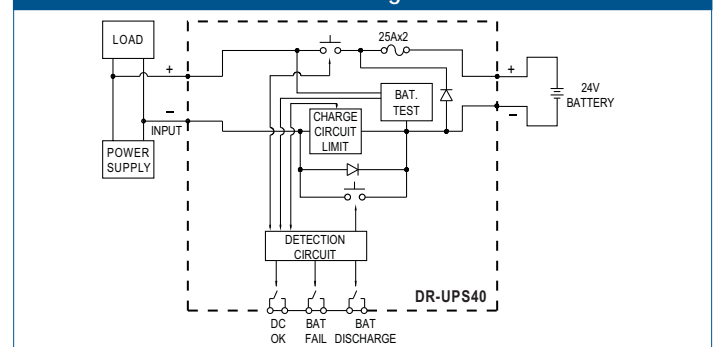 LOAD
25Ax2
+
+
24V
BATTERY
BAT.
TEST
CHARGE
CIRCUIT
LIMIT
–
–
INPUT
POWER
SUPPLY
DETECTION
CIRCUIT
DR-UPS40
DC
OK
BAT
FAIL
BAT
DISCHARGE